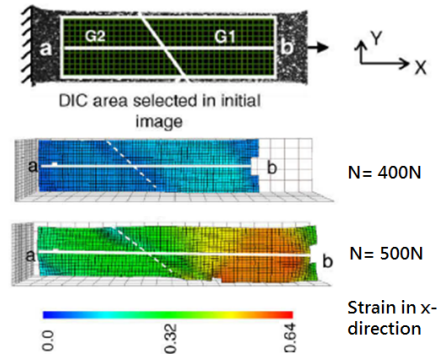 a G2 G1 b
Y
X
DIC area selected in initial
image
a b N= 400N
a b N= 500N
Strain in x-
direction
0.0 0.32 0.64